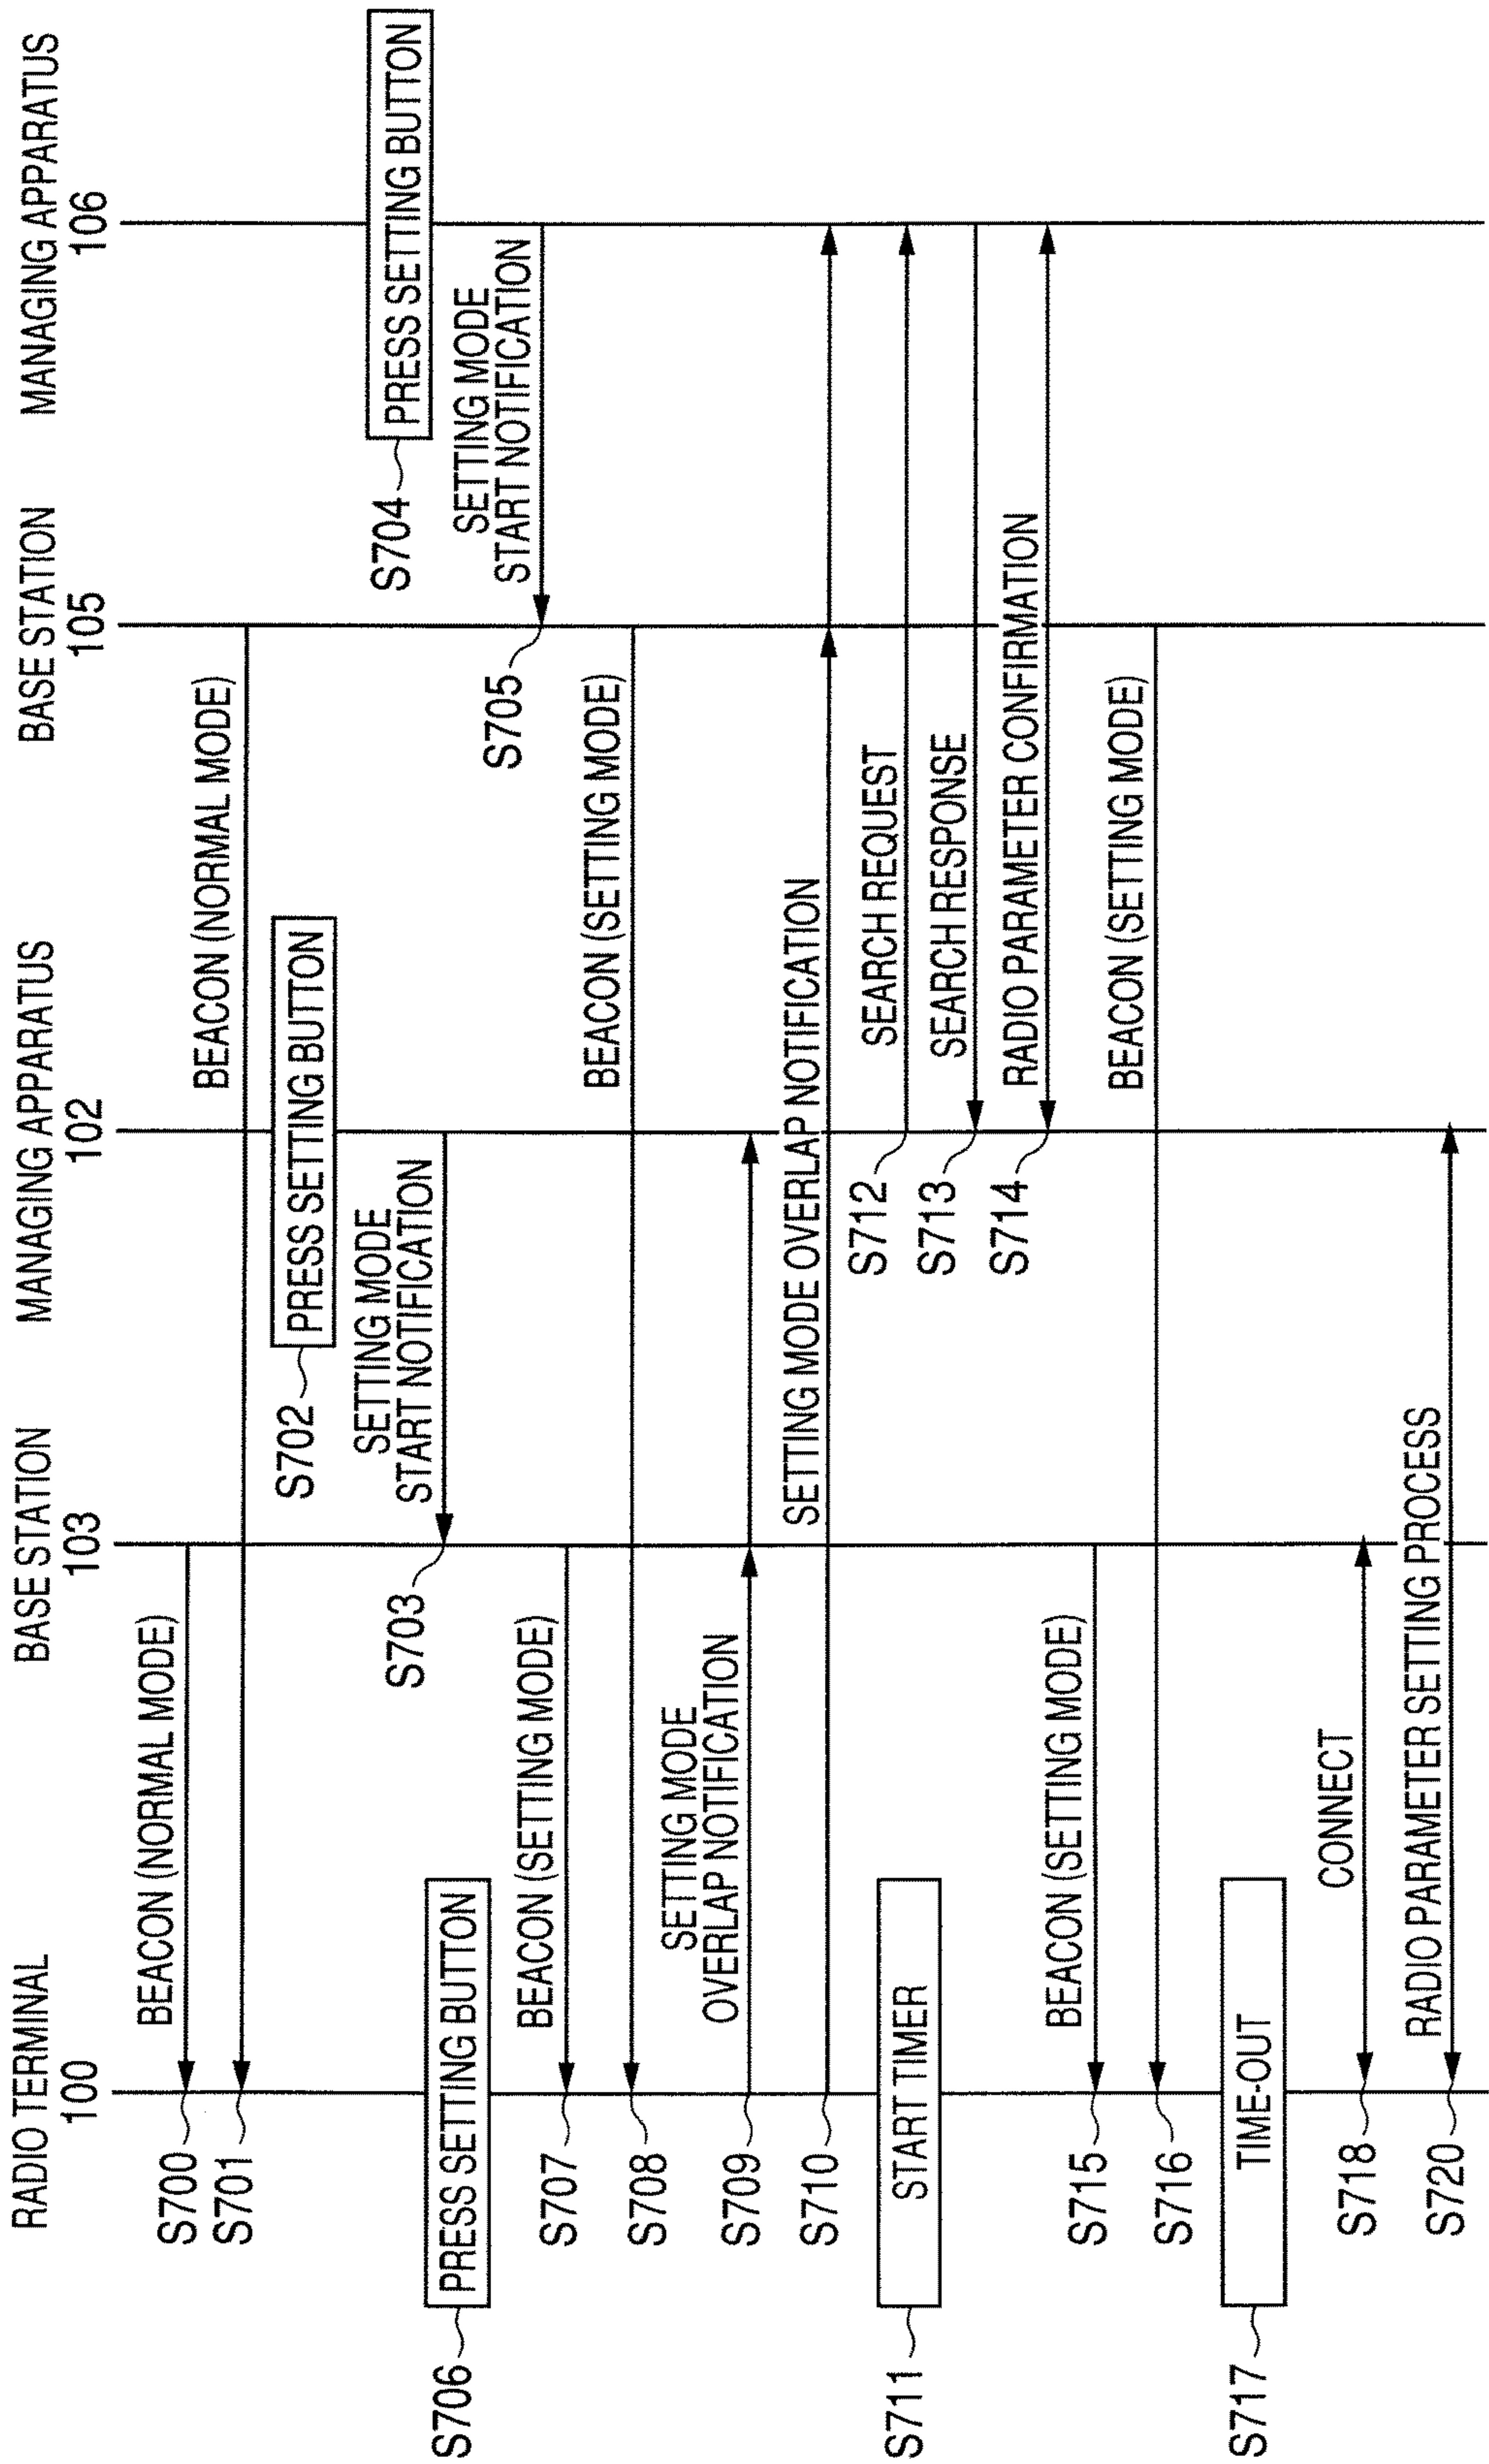 RADIO TERMINAL
100
BASE STATION
103
MANAGING APPARATUS
102
BASE STATION
105
MANAGING APPARATUS
106
S700
BEACON (NORMAL MODE)
S701
BEACON (NORMAL MODE)
S702
PRESS SETTING BUTTON
SETTING MODE
START NOTIFICATION
S703
S704
PRESS SETTING BUTTON
SETTING MODE
START NOTIFICATION
S705
S706
PRESS SETTING BUTTON
S707
BEACON (SETTING MODE)
S708
BEACON (SETTING MODE)
S709
SETTING MODE
OVERLAP NOTIFICATION
S710
SETTING MODE OVERLAP NOTIFICATION
S711
START TIMER
S712
SEARCH REQUEST
S713
SEARCH RESPONSE
S714
RADIO PARAMETER CONFIRMATION
S715
BEACON (SETTING MODE)
S716
BEACON (SETTING MODE)
S717
TIME-OUT
S718
CONNECT
S720
RADIO PARAMETER SETTING PROCESS